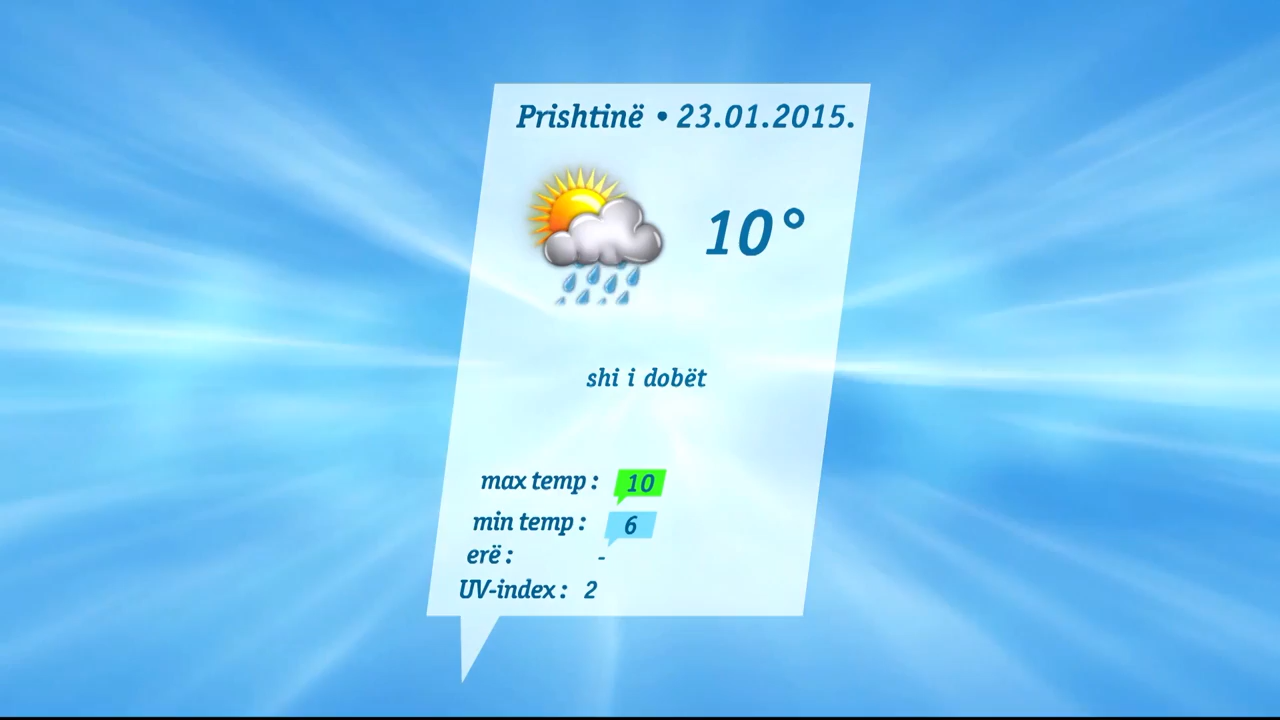 Prishtinë • 23.01.2015.
10°
shi i dobët
max temp : 10
min temp : 6
erë : -
UV-index : 2